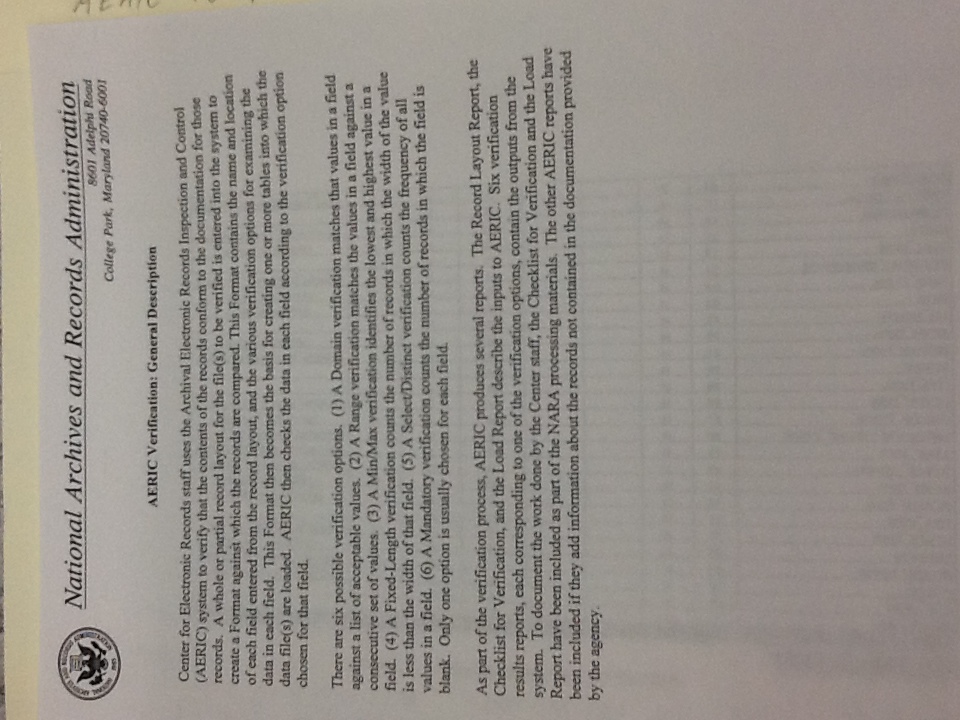 National Archives and Records Administration
8601 Adelphi Road
College Park, Maryland 20740-6001
AERIC Verification: General Description
Center for Electronic Records staff uses the Archival Electronic Records Inspection and Control
(AERIC) system to verify that the contents of the records conform to the documentation for those
records. A whole or partial record layout for the file(s) to be verified is entered into the system to
create a Format against which the records are compared. This Format contains the name and location
of each field entered from the record layout, and the various verification options for examining the
data in each field. This Format then becomes the basis for creating one or more tables into which the
data file(s) are loaded. AERIC then checks the data in each field according to the verification option
chosen for that field.
There are six possible verification options. (1) A Domain verification matches that values in a field
against a list of acceptable values. (2) A Range verification matches the values in a field against a
consecutive set of values. (3) A Min/Max verification identifies the lowest and highest value in a
field. (4) A Fixed-Length verification counts the number of records in which the width of the value
is less than the width of that field. (5) A Select/Distinct verification counts the frequency of all
values in a field. (6) A Mandatory verification counts the number of records in which the field is
blank. Only one option is usually chosen for each field.
As part of the verification process, AERIC produces several reports. The Record Layout Report, the
Checklist for Verification, and the Load Report describe the inputs to AERIC. Six verification
results reports, each corresponding to one of the verification options, contain the outputs from the
system. To document the work done by the Center staff, the Checklist for Verification and the Load
Report have been included as part of the NARA processing materials. The other AERIC reports have
been included if they add information about the records not contained in the documentation provided
by the agency.